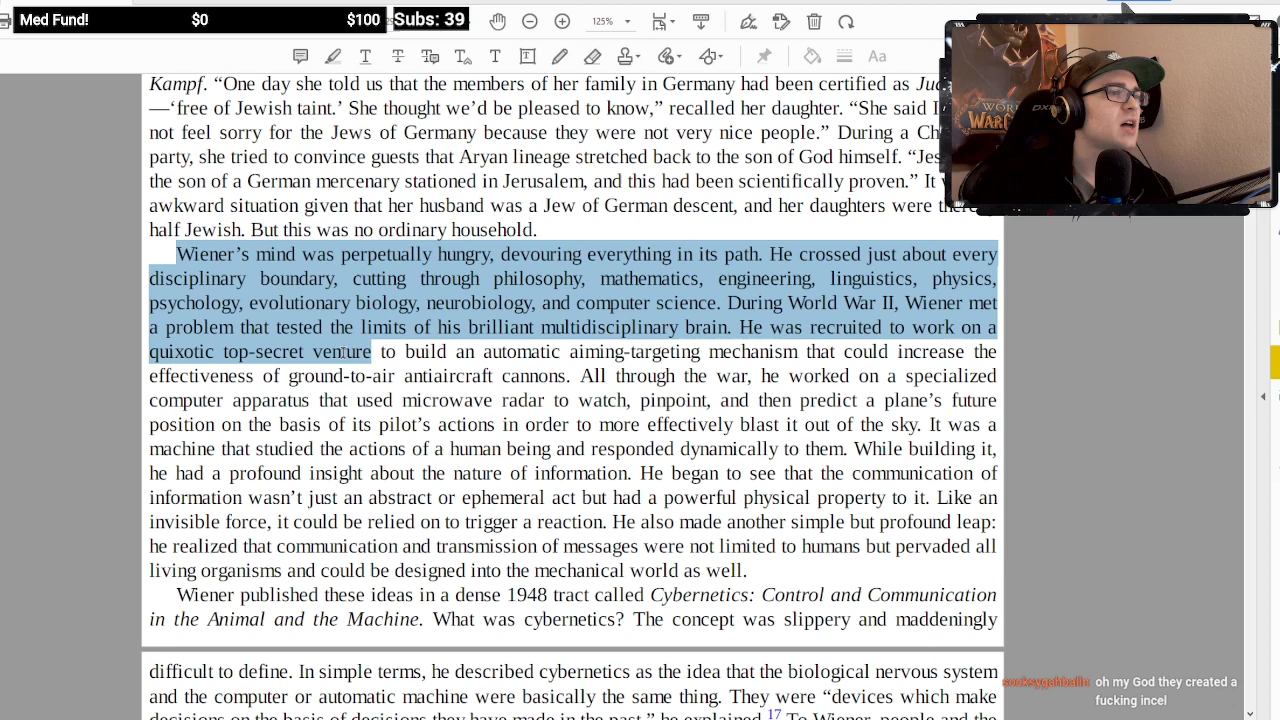 Med Fund! $0 $100 Subs: 39
125%
Kampf. “One day she told us that the members of her family in Germany had been certified as
—‘free of Jewish taint.’ She thought we’d be pleased to know,” recalled her daughter. “She said
not feel sorry for the Jews of Germany because they were not very nice people.” During a
party, she tried to convince guests that Aryan lineage stretched back to the son of God himself.
the son of a German mercenary stationed in Jerusalem, and this had been scientifically proven.”
awkward situation given that her husband was a Jew of German descent, and her daughters were
half Jewish. But this was no ordinary household.
Wiener’s mind was perpetually hungry, devouring everything in its path. He crossed just about every
disciplinary boundary, cutting through philosophy, mathematics, engineering, linguistics, physics,
psychology, evolutionary biology, neurobiology, and computer science. During World War II, Wiener met
a problem that tested the limits of his brilliant multidisciplinary brain. He was recruited to work on a
quixotic top-secret venture to build an automatic aiming-targeting mechanism that could increase the
effectiveness of ground-to-air antiaircraft cannons. All through the war, he worked on a specialized
computer apparatus that used microwave radar to watch, pinpoint, and then predict a plane’s future
position on the basis of its pilot’s actions in order to more effectively blast it out of the sky. It was a
machine that studied the actions of a human being and responded dynamically to them. While building it,
he had a profound insight about the nature of information. He began to see that the communication of
information wasn’t just an abstract or ephemeral act but had a powerful physical property to it. Like an
invisible force, it could be relied on to trigger a reaction. He also made another simple but profound leap:
he realized that communication and transmission of messages were not limited to humans but pervaded all
living organisms and could be designed into the mechanical world as well.
Wiener published these ideas in a dense 1948 tract called Cybernetics: Control and Communication
in the Animal and the Machine. What was cybernetics? The concept was slippery and maddeningly
difficult to define. In simple terms, he described cybernetics as the idea that the biological nervous system
and the computer or automatic machine were basically the same thing. They were “devices which make
decisions on the basis of decisions they have made in the past,” he explained.17 To Wiener, people and the
oh my God they created a
fucking incel